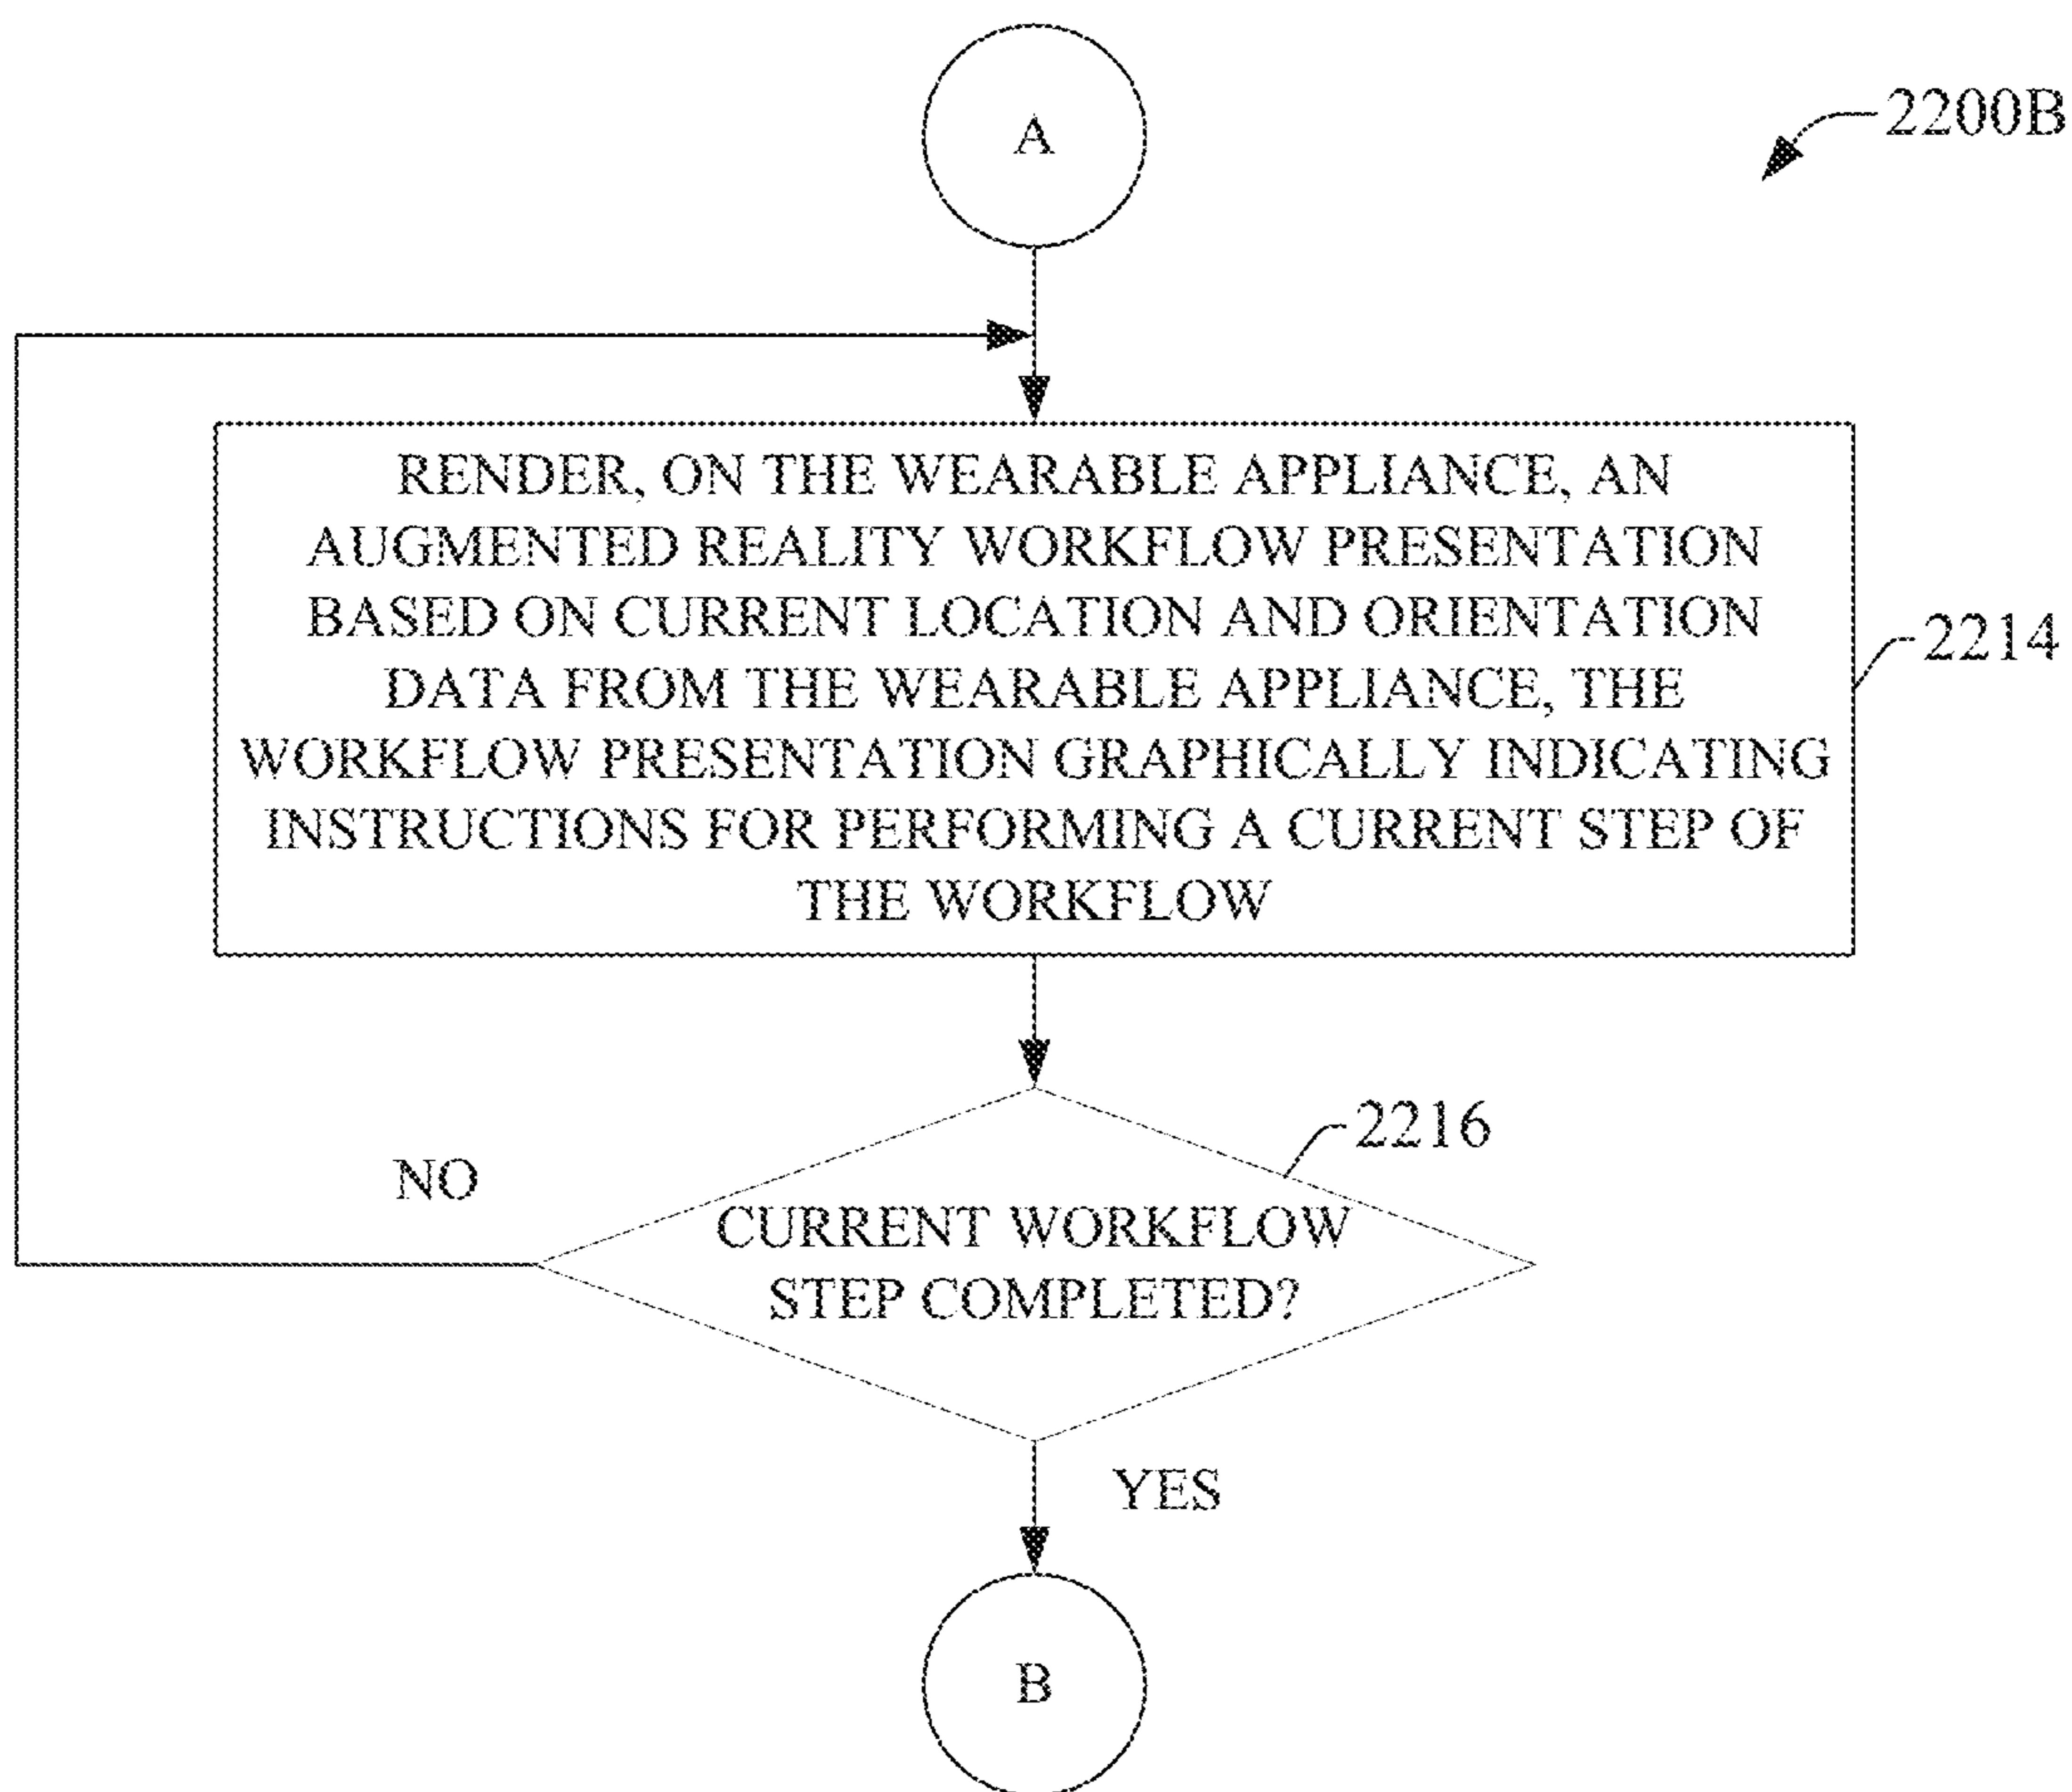 A
2200B
RENDER, ON THE WEARABLE APPLIANCE, AN
AUGMENTED REALITY WORKFLOW PRESENTATION
BASED ON CURRENT LOCATION AND ORIENTATION
DATA FROM THE WEARABLE APPLIANCE, THE
WORKFLOW PRESENTATION GRAPHICALLY INDICATING
INSTRUCTIONS FOR PERFORMING A CURRENT STEP OF
THE WORKFLOW
2214
2216
NO
CURRENT WORKFLOW
STEP COMPLETED?
YES
B